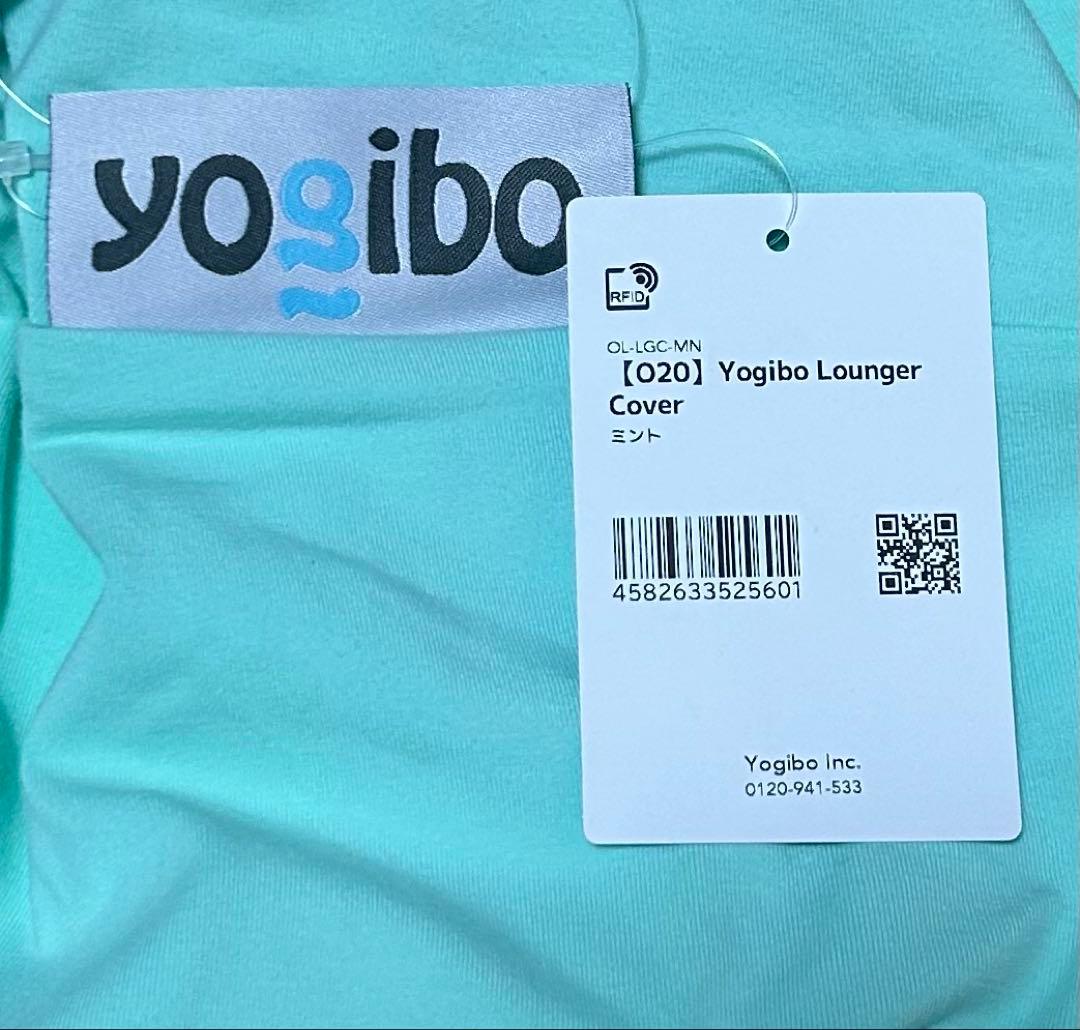 yogibo
RFID
OL-LGC-MN
【O20】Yogibo Lounger
Cover
ミント
4582633525601
Yogibo Inc.
0120-941-533